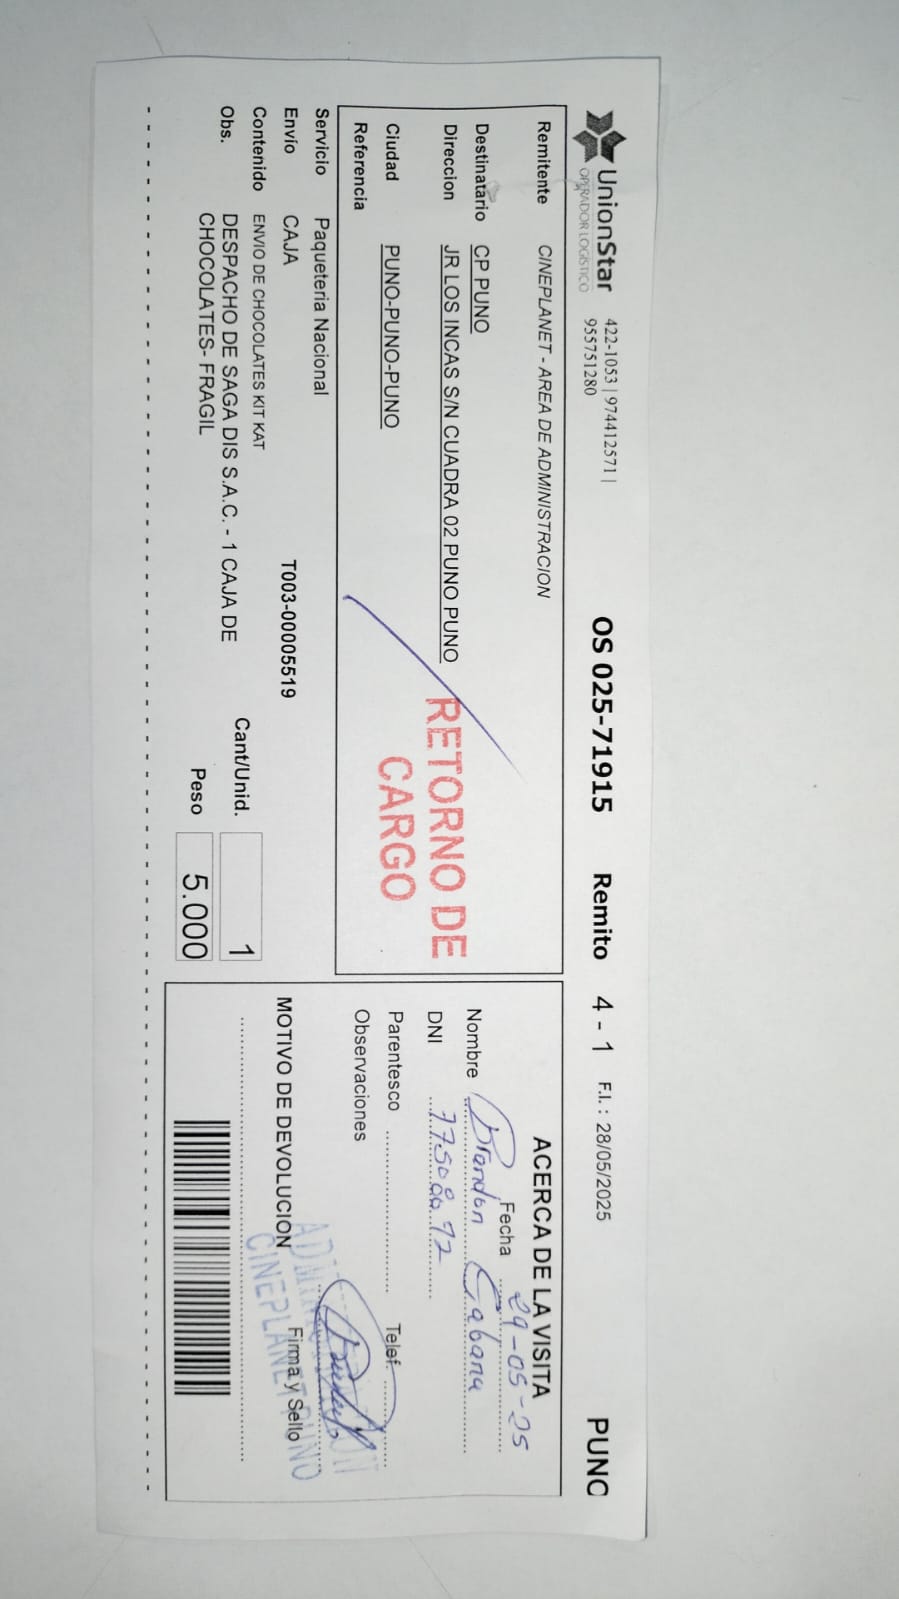 UnionStar
OPERADOR LOGÍSTICO
422-1053 | 974412571 |
955751280
OS 025-71915 Remito 4 - 1 F.I. : 28/05/2025 PUNO
Remitente CINEPLANET - AREA DE ADMINISTRACION
Destinatario CP PUNO
Direccion JR LOS INCAS S/N CUADRA 02 PUNO PUNO
Ciudad PUNO-PUNO-PUNO
Referencia
RETORNO DE
CARGO
Servicio Paqueteria Nacional
Envío CAJA T003-00005519
Contenido ENVIO DE CHOCOLATES KIT KAT
Obs. DESPACHO DE SAGA DIS S.A.C. - 1 CAJA DE
CHOCOLATES- FRAGIL
Cant/Unid. 1
Peso 5.000
ACERCA DE LA VISITA
Fecha 29-05-25
Nombre Brandon Cabana
DNI
Parentesco Telef.
Observaciones
MOTIVO DE DEVOLUCION Firma y Sello
CINEPLANET PUNO